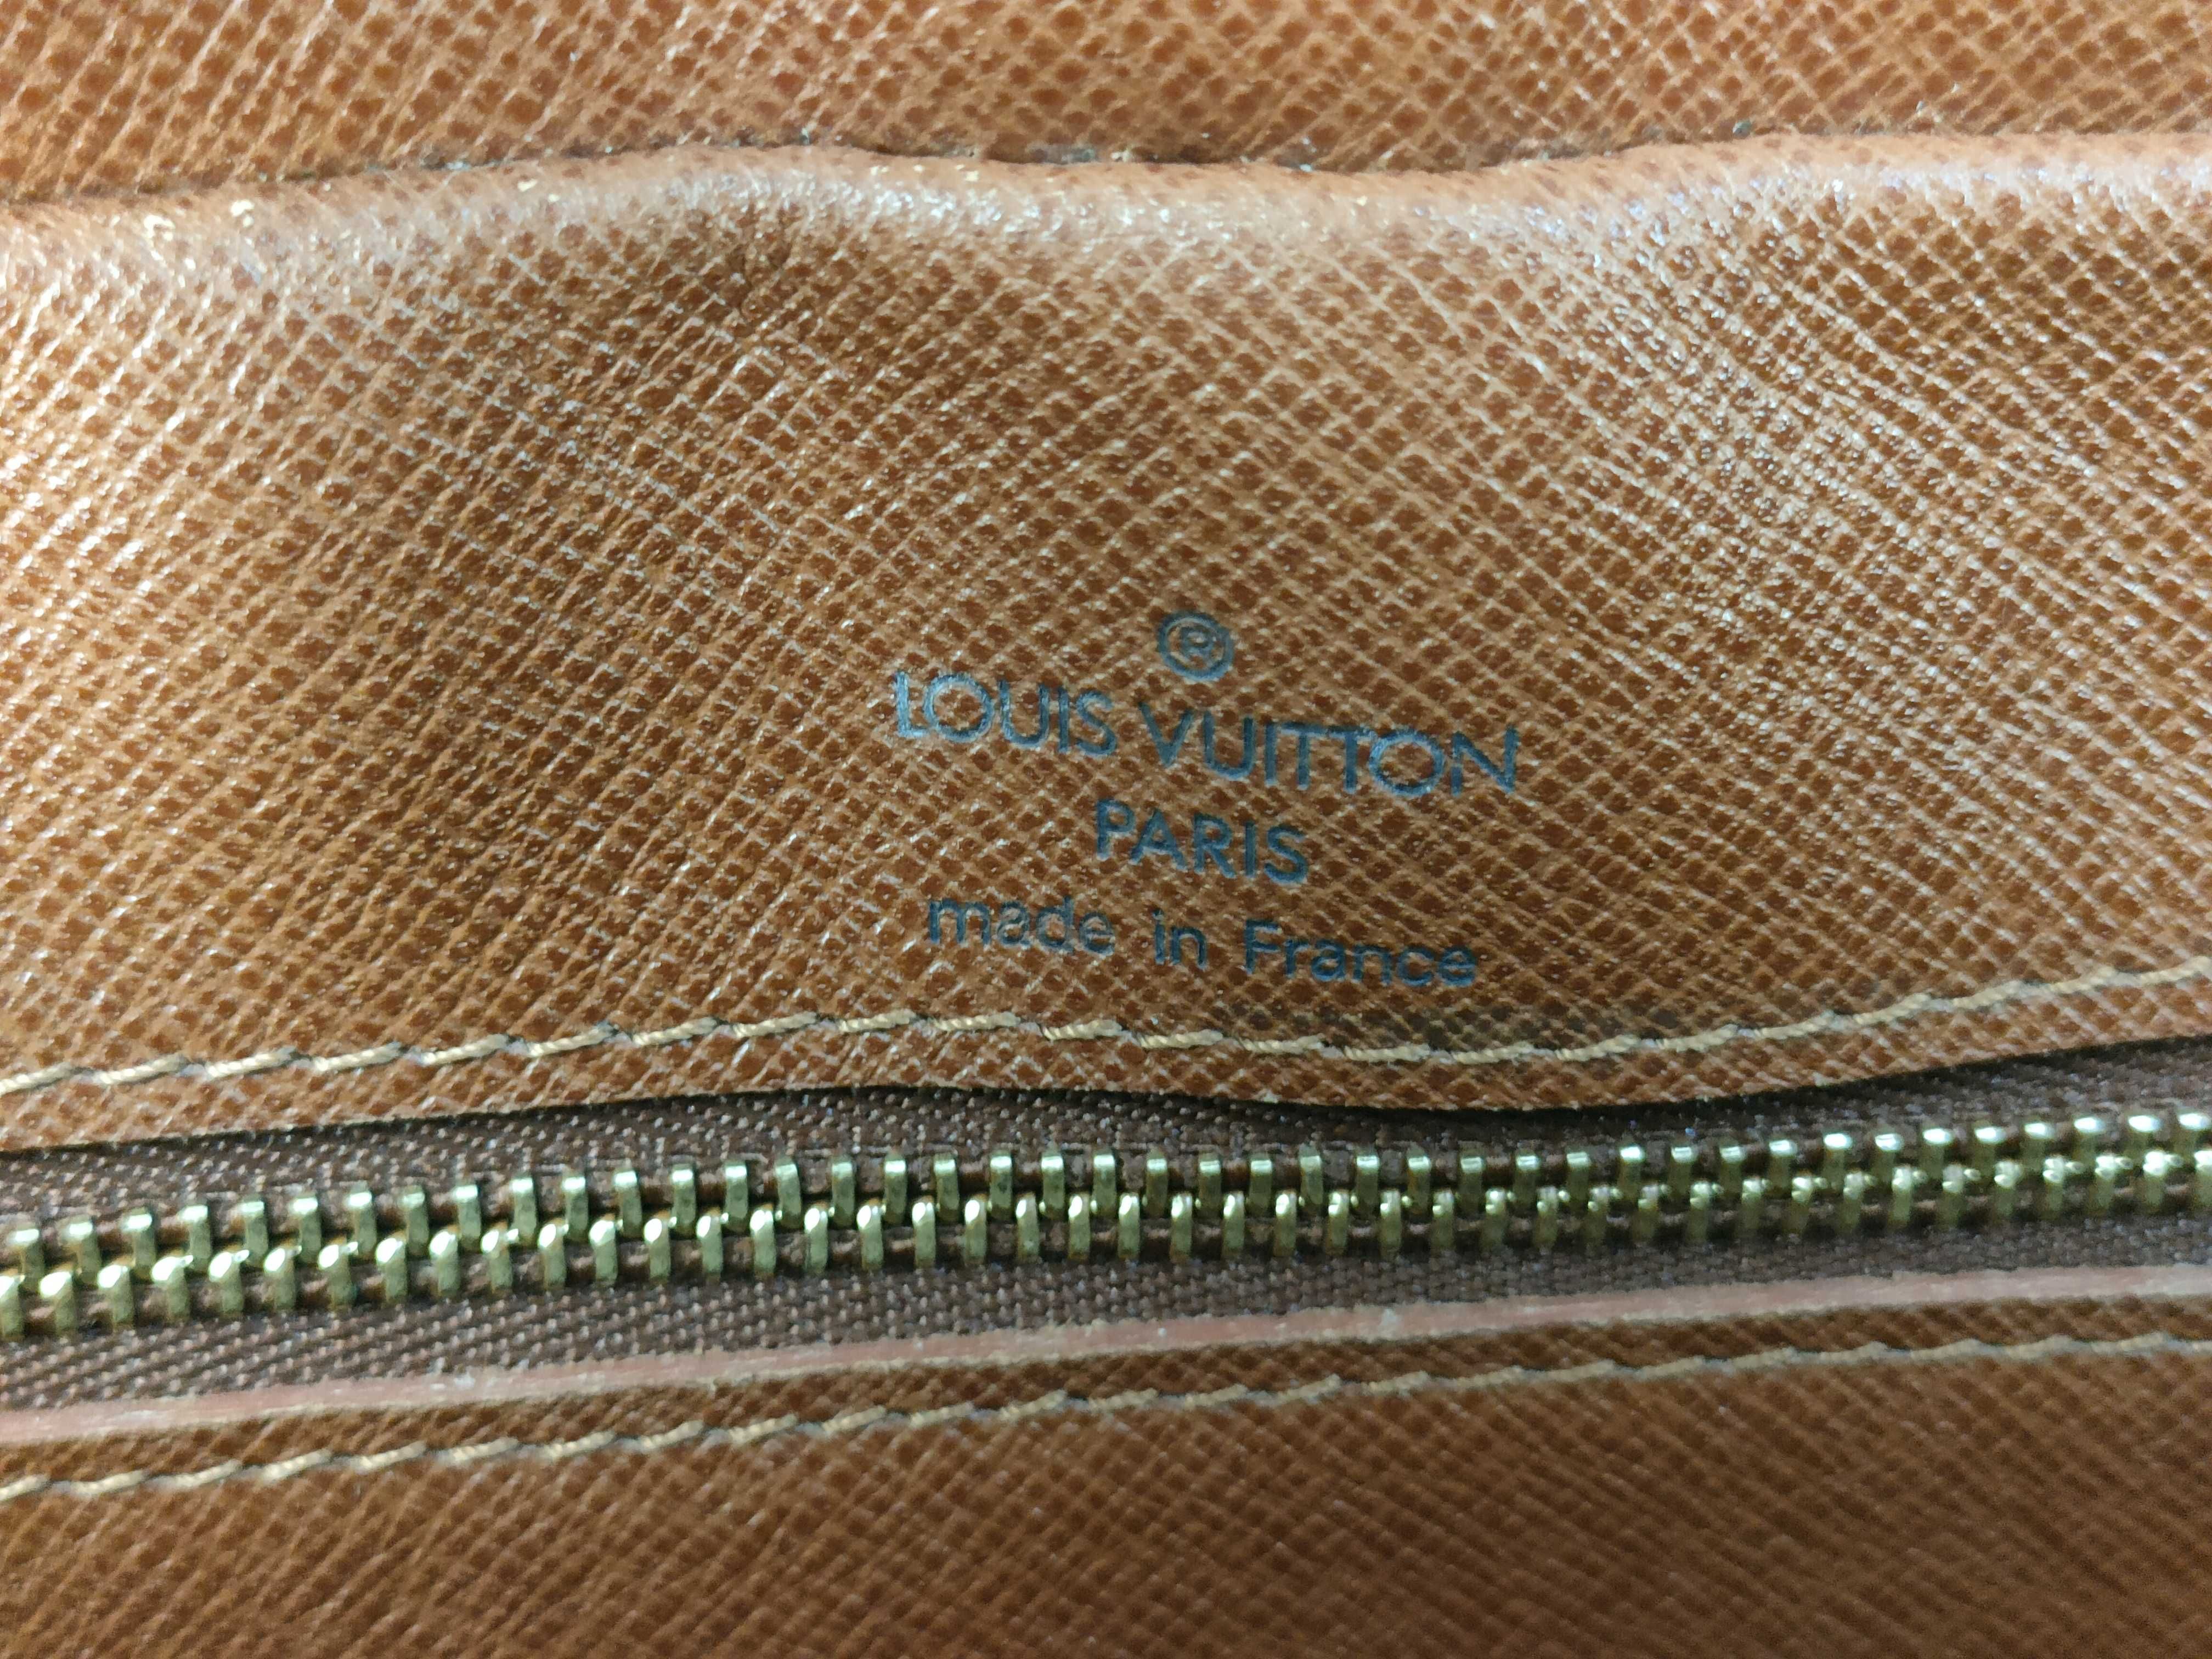 ®
LOUIS VUITTON
PARIS
made in France